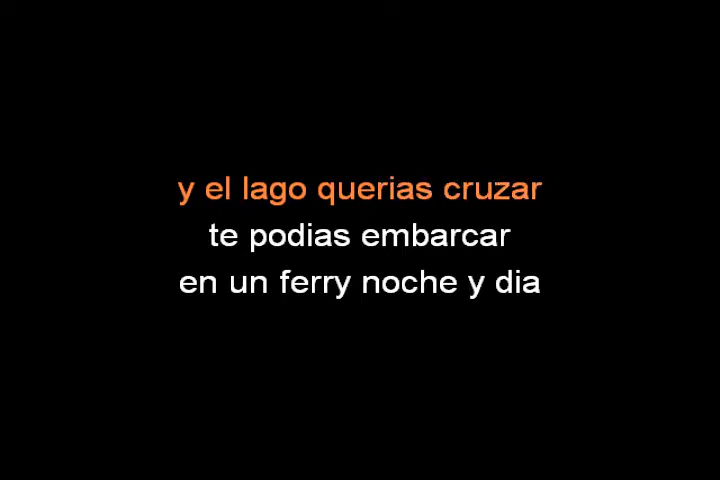 y el lago querias cruzar
te podias embarcar
en un ferry noche y dia